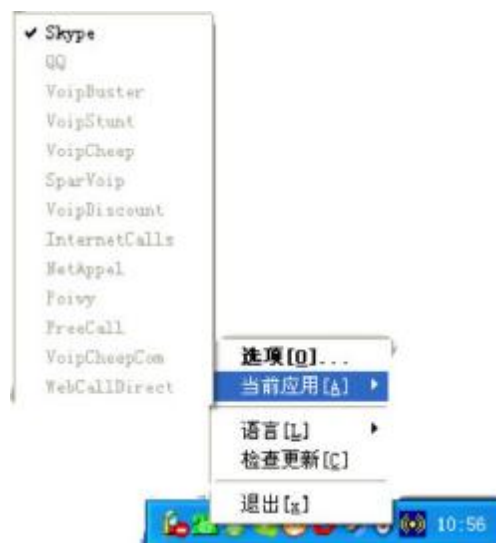 Skype
QQ
VoipBuster
VoipStunt
VoipCheap
SparVoip
VoipDiscount
InternetCalls
NetAppel
Poivy
FreeCall
VoipCheapCom
WebCallDirect
选项[O]...
当前应用[A]
语言[L]
检查更新[C]
退出[x]
10:56